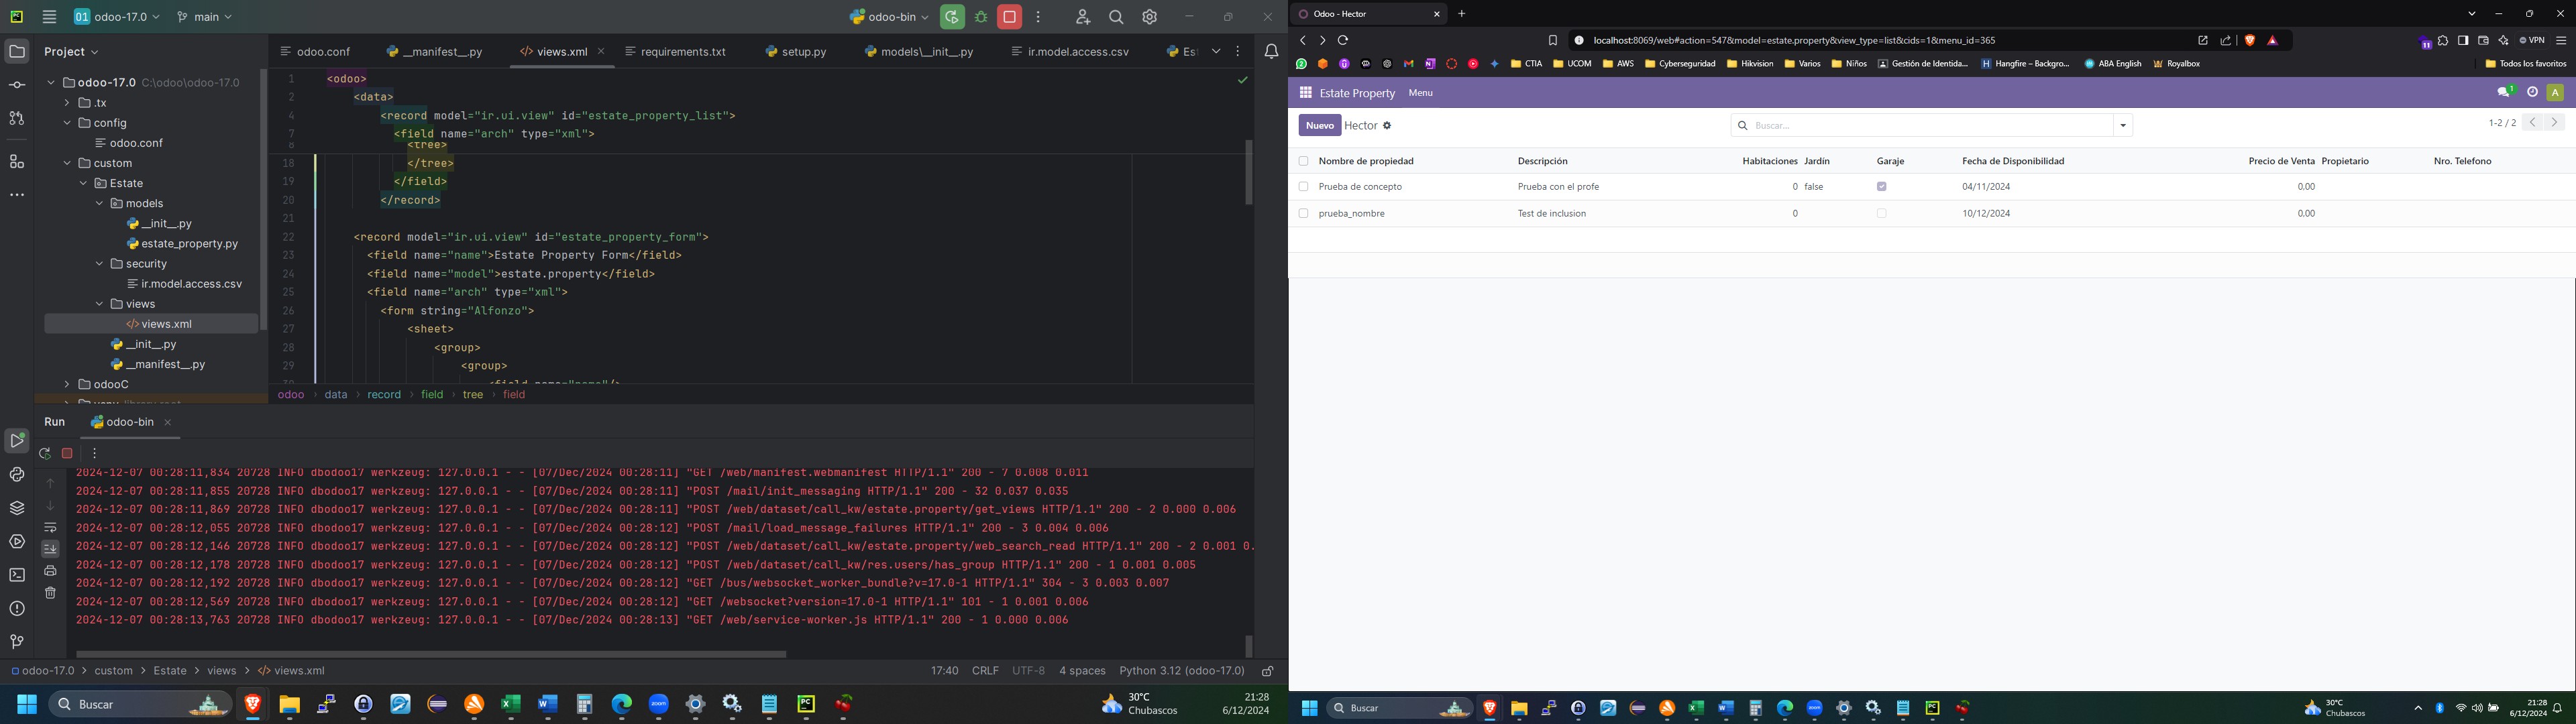 01 odoo-17.0
main
odoo-bin
Project
odoo-17.0 C:\odoo\odoo-17.0
.tx
config
odoo.conf
custom
Estate
models
__init__.py
estate_property.py
security
ir.model.access.csv
views
views.xml
__init__.py
__manifest__.py
odooC
odoo.conf
__manifest__.py
views.xml
requirements.txt
setup.py
models\__init__.py
ir.model.access.csv
Est
1 <odoo>
2 <data>
4 <record model="ir.ui.view" id="estate_property_list">
7 <field name="arch" type="xml">
8 <tree>
18 </tree>
19 </field>
20 </record>
21
22 <record model="ir.ui.view" id="estate_property_form">
23 <field name="name">Estate Property Form</field>
24 <field name="model">estate.property</field>
25 <field name="arch" type="xml">
26 <form string="Alfonzo">
27 <sheet>
28 <group>
29 <group>
30 <field name="name"/>
odoo › data › record › field › tree › field
Run
odoo-bin
2024-12-07 00:28:11,834 20728 INFO dbodoo17 werkzeug: 127.0.0.1 - - [07/Dec/2024 00:28:11] "GET /web/manifest.webmanifest HTTP/1.1" 200 - 7 0.008 0.011
2024-12-07 00:28:11,855 20728 INFO dbodoo17 werkzeug: 127.0.0.1 - - [07/Dec/2024 00:28:11] "POST /mail/init_messaging HTTP/1.1" 200 - 32 0.037 0.035
2024-12-07 00:28:11,869 20728 INFO dbodoo17 werkzeug: 127.0.0.1 - - [07/Dec/2024 00:28:11] "POST /web/dataset/call_kw/estate.property/get_views HTTP/1.1" 200 - 2 0.000 0.006
2024-12-07 00:28:12,055 20728 INFO dbodoo17 werkzeug: 127.0.0.1 - - [07/Dec/2024 00:28:12] "POST /mail/load_message_failures HTTP/1.1" 200 - 3 0.004 0.006
2024-12-07 00:28:12,146 20728 INFO dbodoo17 werkzeug: 127.0.0.1 - - [07/Dec/2024 00:28:12] "POST /web/dataset/call_kw/estate.property/web_search_read HTTP/1.1" 200 - 2 0.001 0.
2024-12-07 00:28:12,178 20728 INFO dbodoo17 werkzeug: 127.0.0.1 - - [07/Dec/2024 00:28:12] "POST /web/dataset/call_kw/res.users/has_group HTTP/1.1" 200 - 1 0.001 0.005
2024-12-07 00:28:12,192 20728 INFO dbodoo17 werkzeug: 127.0.0.1 - - [07/Dec/2024 00:28:12] "GET /bus/websocket_worker_bundle?v=17.0-1 HTTP/1.1" 304 - 3 0.003 0.007
2024-12-07 00:28:12,569 20728 INFO dbodoo17 werkzeug: 127.0.0.1 - - [07/Dec/2024 00:28:12] "GET /websocket?version=17.0-1 HTTP/1.1" 101 - 1 0.001 0.006
2024-12-07 00:28:13,763 20728 INFO dbodoo17 werkzeug: 127.0.0.1 - - [07/Dec/2024 00:28:13] "GET /web/service-worker.js HTTP/1.1" 200 - 1 0.000 0.006
odoo-17.0 > custom > Estate > views > views.xml
17:40 CRLF UTF-8 4 spaces Python 3.12 (odoo-17.0)
Buscar
30°C
Chubascos
21:28
6/12/2024
Odoo - Hector
localhost:8069/web#action=547&model=estate.property&view_type=list&cids=1&menu_id=365
11
VPN
CTIA
UCOM
AWS
Cyberseguridad
Hikvision
Varios
Niños
Gestión de Identida...
Hangfire – Backgro...
ABA English
Royalbox
Todos los favoritos
Estate Property
Menu
1
A
Nuevo
Hector
Buscar...
1-2 / 2
Nombre de propiedad Descripción Habitaciones Jardín Garaje Fecha de Disponibilidad Precio de Venta Propietario Nro. Telefono
Prueba de concepto Prueba con el profe 0 false 04/11/2024 0,00
prueba_nombre Test de inclusion 0 10/12/2024 0,00
Buscar
30°C
Chubascos
21:28
6/12/2024